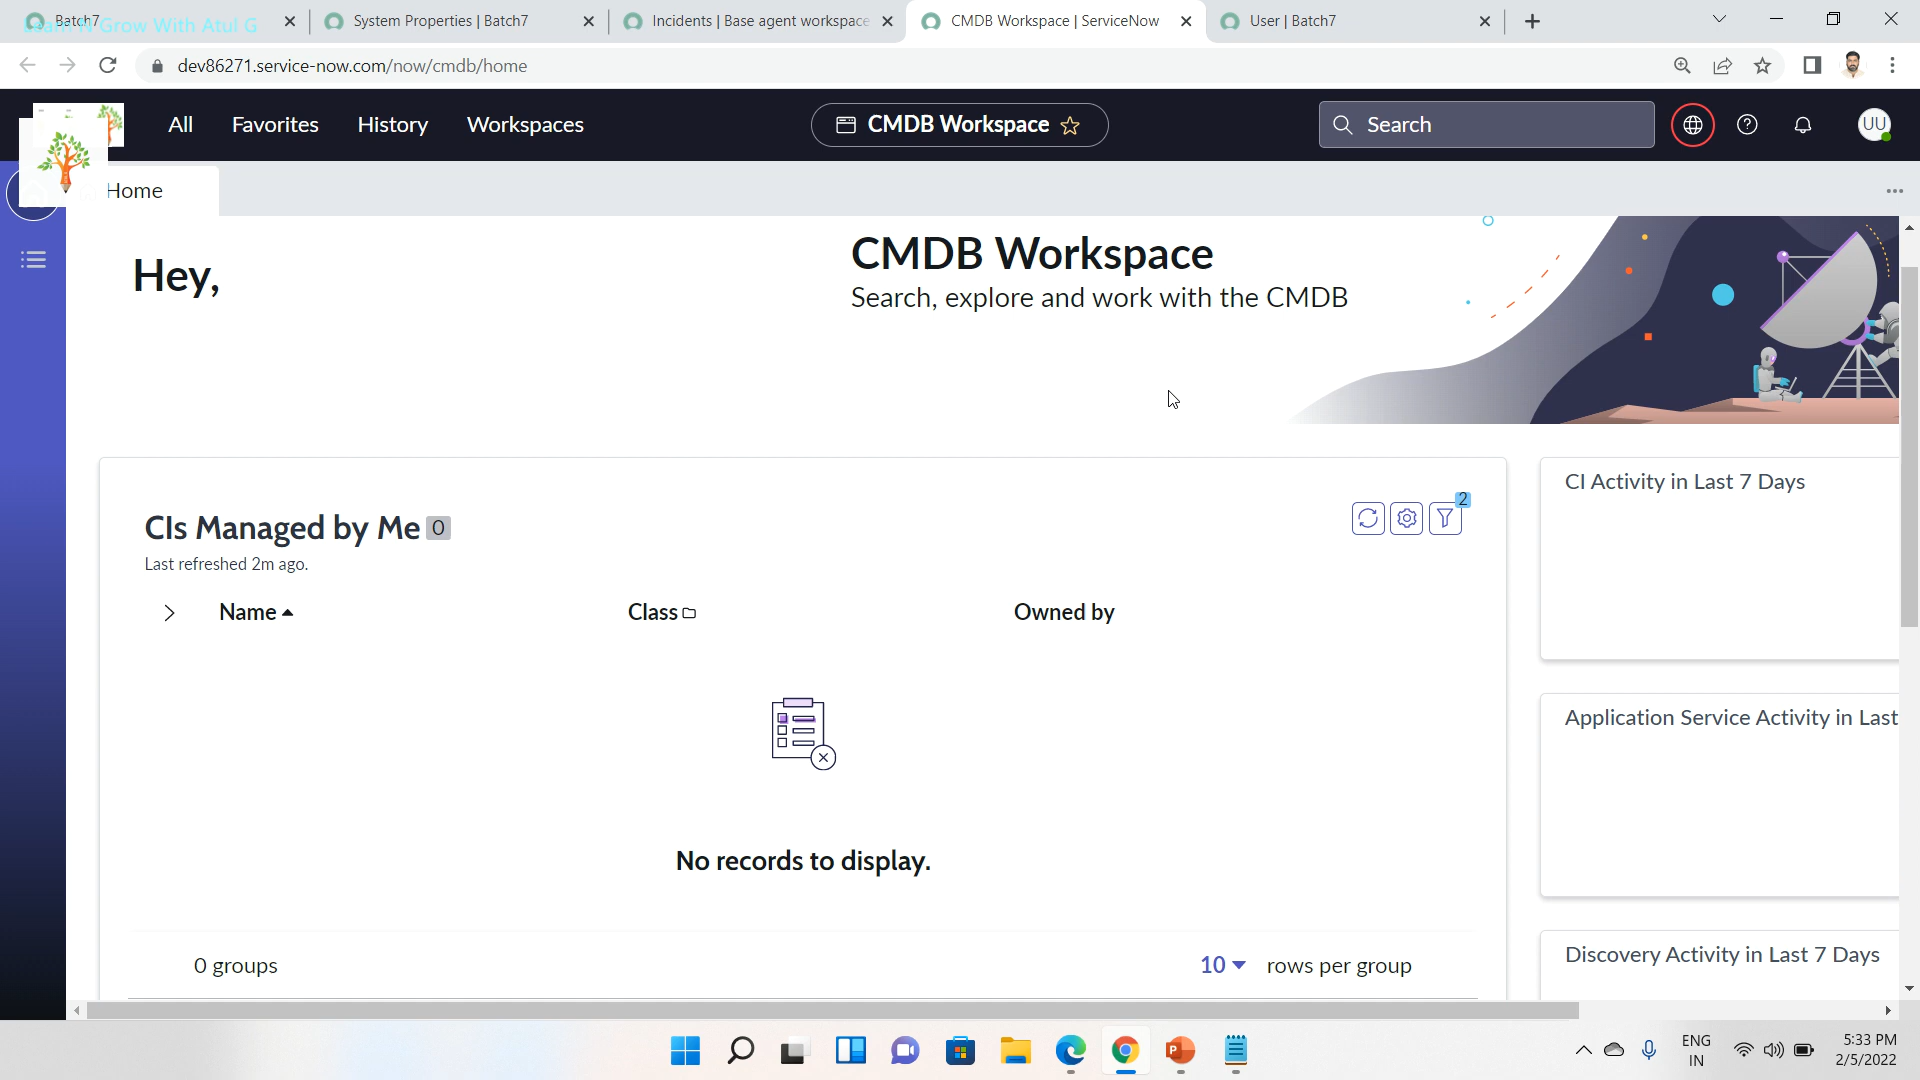 Batch7
Learn N Grow With Atul G
System Properties | Batch7
Incidents | Base agent workspace
CMDB Workspace | ServiceNow
User | Batch7
dev86271.service-now.com/now/cmdb/home
All
Favorites
History
Workspaces
CMDB Workspace
Search
UU
Home
Hey,
CMDB Workspace
Search, explore and work with the CMDB
CIs Managed by Me 0
2
Last refreshed 2m ago.
Name
Class
Owned by
No records to display.
0 groups
10 rows per group
CI Activity in Last 7 Days
Application Service Activity in Last
Discovery Activity in Last 7 Days
ENG
IN
5:33 PM
2/5/2022